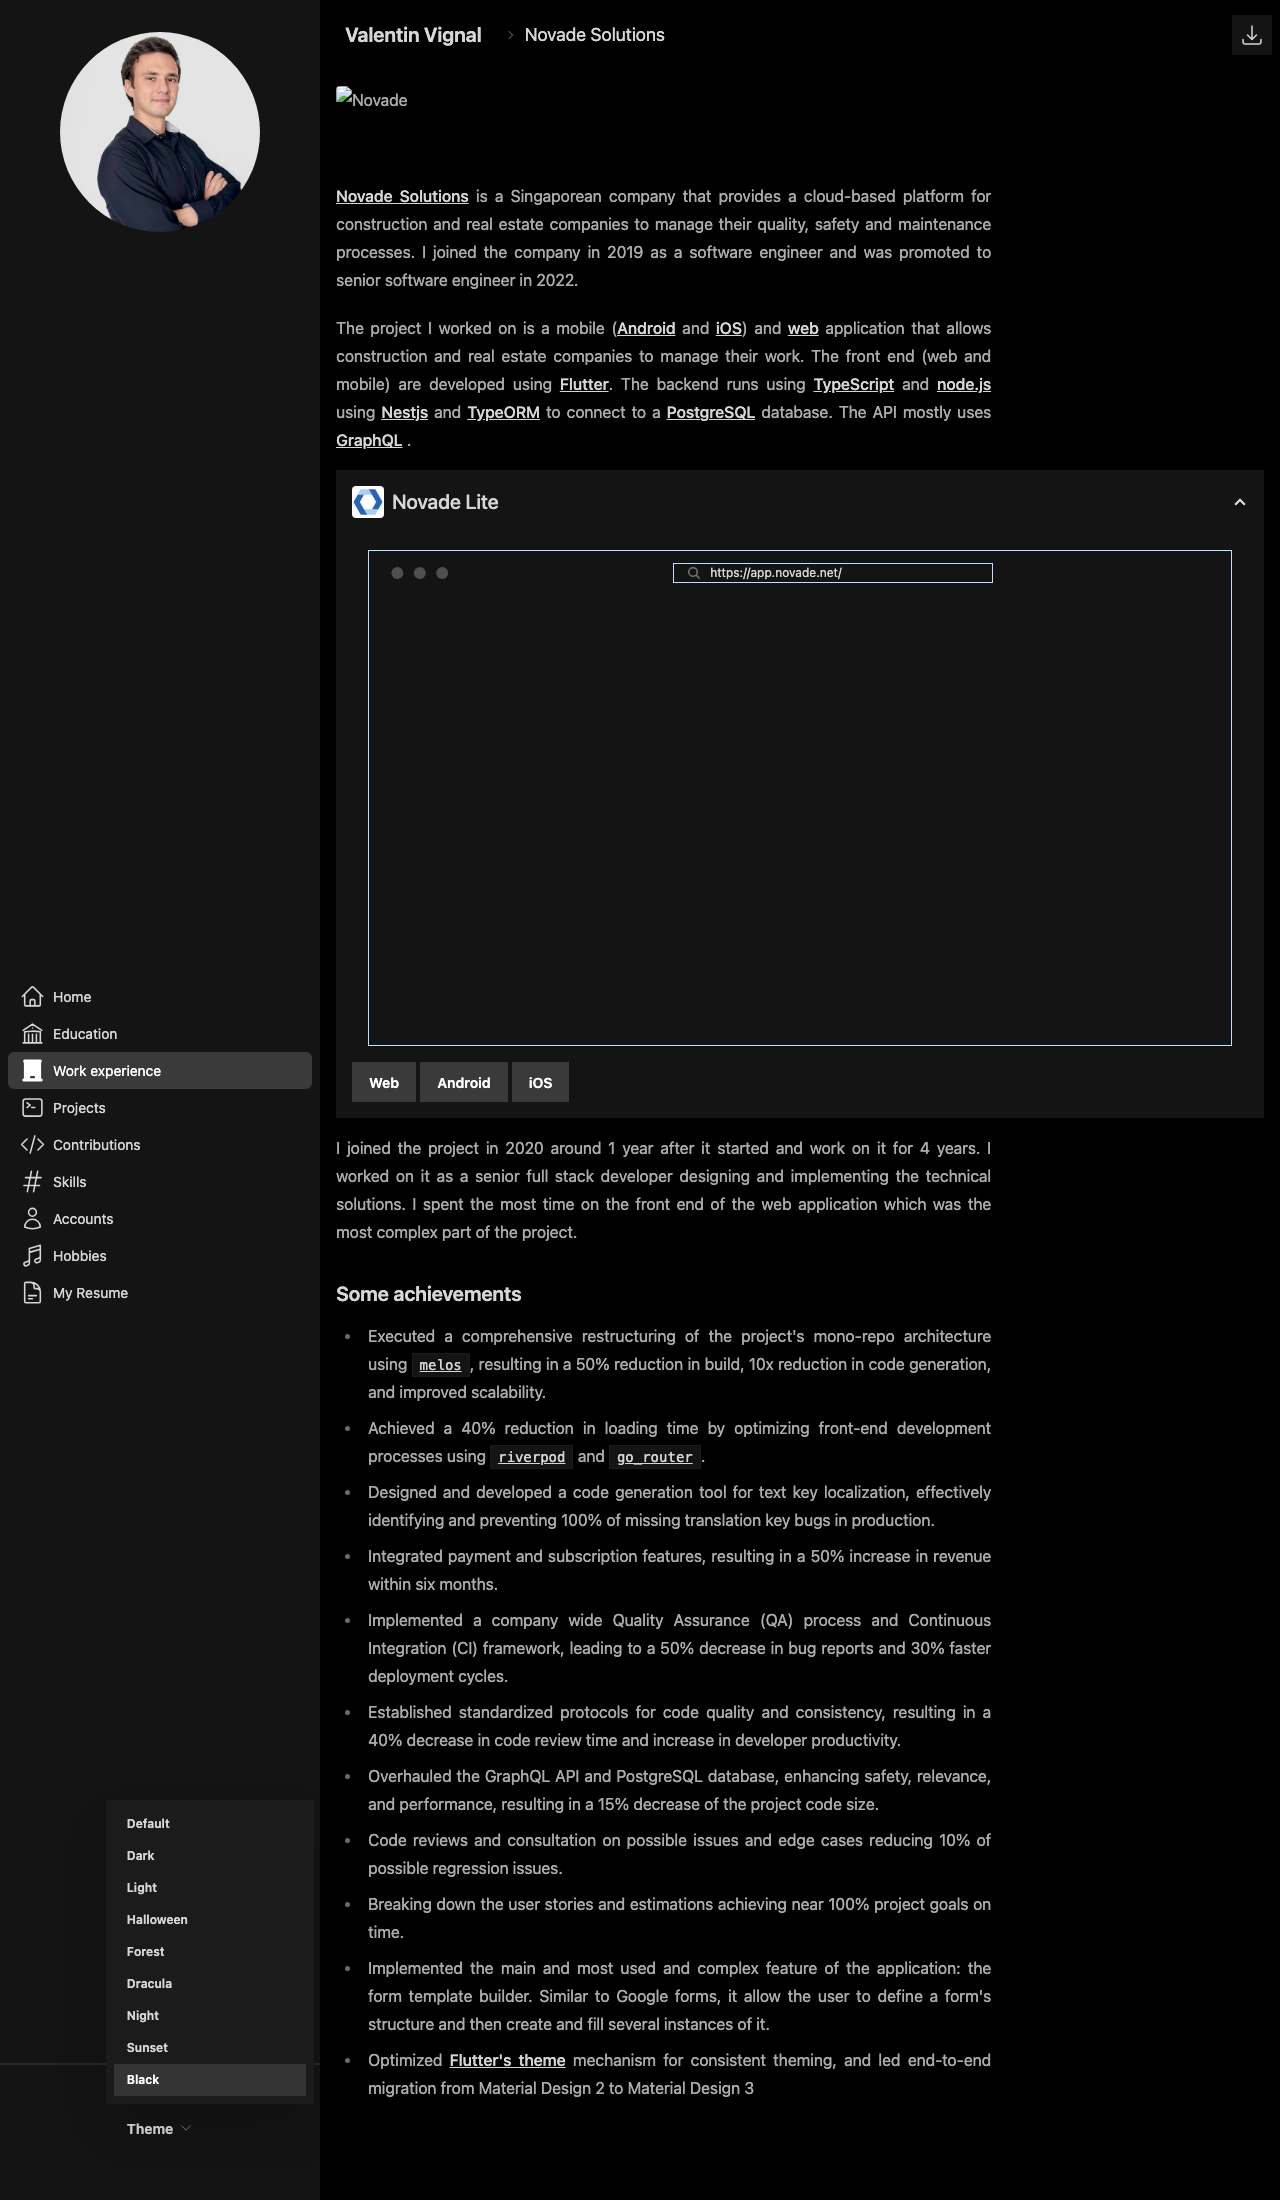 Valentin Vignal
Novade Solutions
Novade
Novade Solutions is a Singaporean company that provides a cloud-based platform for
construction and real estate companies to manage their quality, safety and maintenance
processes. I joined the company in 2019 as a software engineer and was promoted to
senior software engineer in 2022.
The project I worked on is a mobile (Android and iOS) and web application that allows
construction and real estate companies to manage their work. The front end (web and
mobile) are developed using Flutter. The backend runs using TypeScript and node.js
using Nestjs and TypeORM to connect to a PostgreSQL database. The API mostly uses
GraphQL .
Novade Lite
https://app.novade.net/
Web
Android
iOS
I joined the project in 2020 around 1 year after it started and work on it for 4 years. I
worked on it as a senior full stack developer designing and implementing the technical
solutions. I spent the most time on the front end of the web application which was the
most complex part of the project.
Some achievements
Executed a comprehensive restructuring of the project's mono-repo architecture
using melos, resulting in a 50% reduction in build, 10x reduction in code generation,
and improved scalability.
Achieved a 40% reduction in loading time by optimizing front-end development
processes using riverpod and go_router.
Designed and developed a code generation tool for text key localization, effectively
identifying and preventing 100% of missing translation key bugs in production.
Integrated payment and subscription features, resulting in a 50% increase in revenue
within six months.
Implemented a company wide Quality Assurance (QA) process and Continuous
Integration (CI) framework, leading to a 50% decrease in bug reports and 30% faster
deployment cycles.
Established standardized protocols for code quality and consistency, resulting in a
40% decrease in code review time and increase in developer productivity.
Overhauled the GraphQL API and PostgreSQL database, enhancing safety, relevance,
and performance, resulting in a 15% decrease of the project code size.
Code reviews and consultation on possible issues and edge cases reducing 10% of
possible regression issues.
Breaking down the user stories and estimations achieving near 100% project goals on
time.
Implemented the main and most used and complex feature of the application: the
form template builder. Similar to Google forms, it allow the user to define a form's
structure and then create and fill several instances of it.
Optimized Flutter's theme mechanism for consistent theming, and led end-to-end
migration from Material Design 2 to Material Design 3
Home
Education
Work experience
Projects
Contributions
Skills
Accounts
Hobbies
My Resume
Default
Dark
Light
Halloween
Forest
Dracula
Night
Sunset
Black
Theme